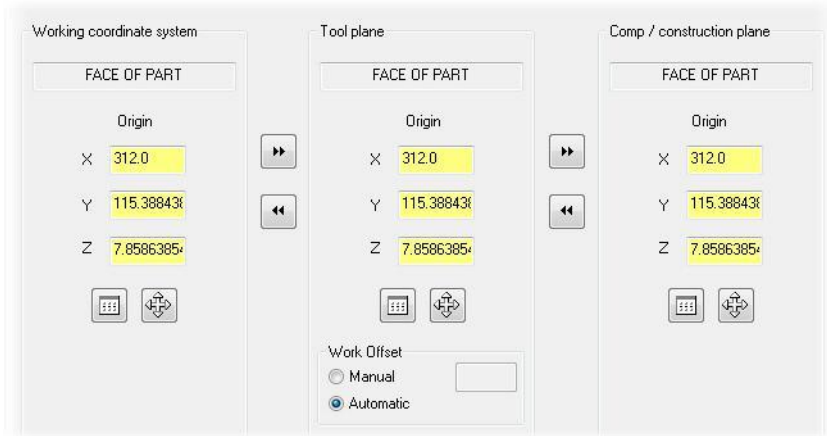 Working coordinate system
FACE OF PART
Origin
X 312.0
Y 115.388438
Z 7.8586385
Tool plane
FACE OF PART
Origin
X 312.0
Y 115.388438
Z 7.8586385
Work Offset
Manual
Automatic
Comp / construction plane
FACE OF PART
Origin
X 312.0
Y 115.388438
Z 7.8586385